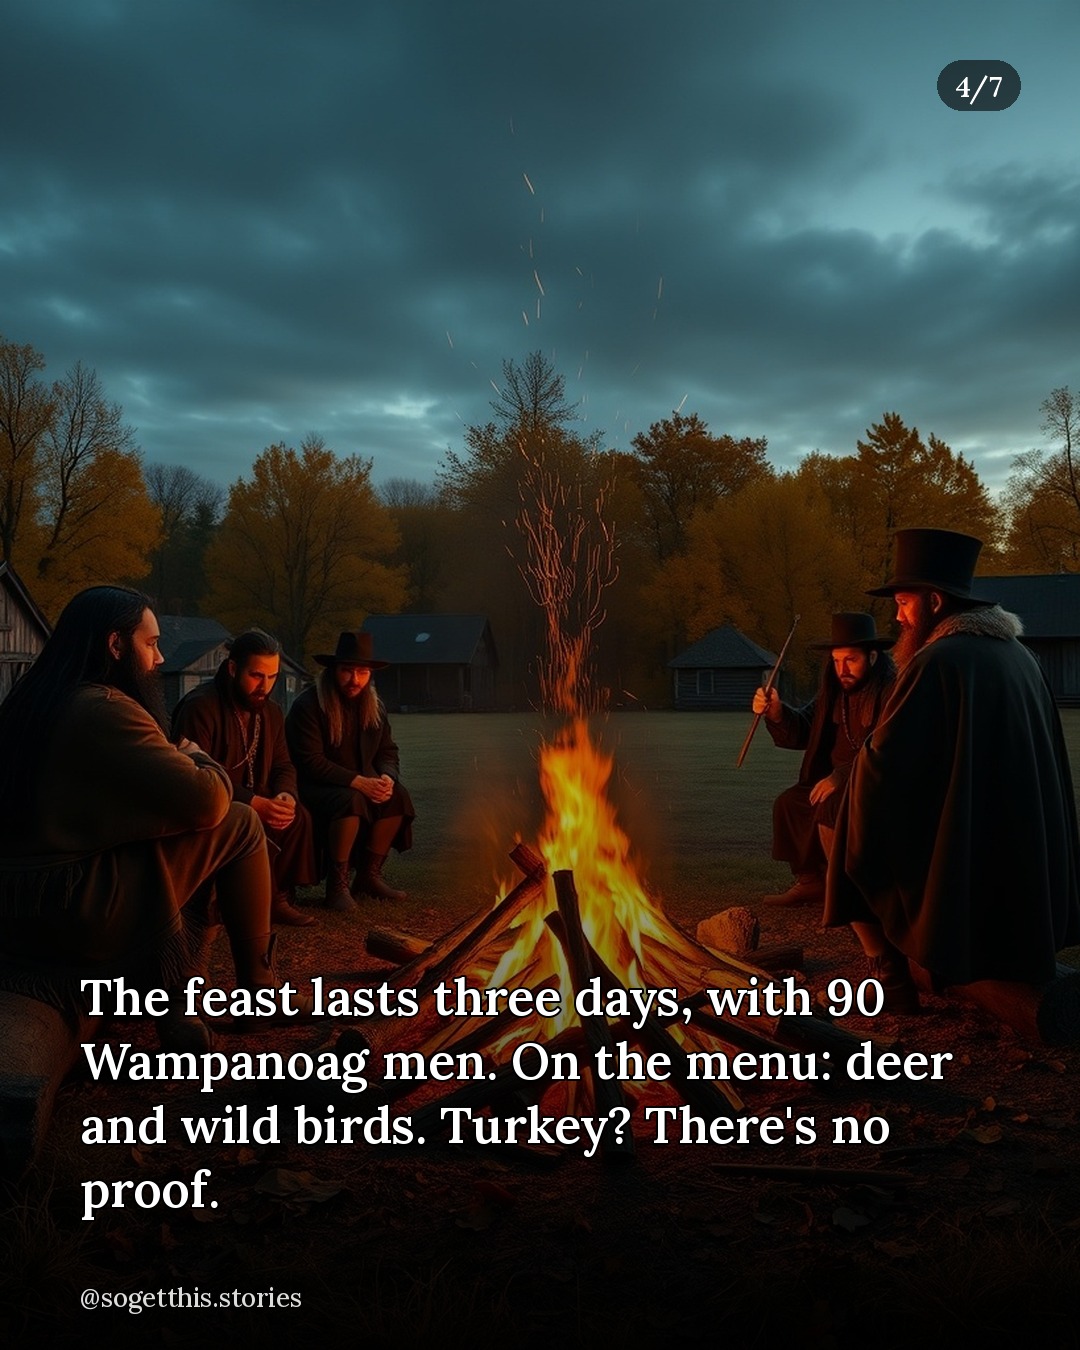 4/7
The feast lasts three days, with 90
Wampanoag men. On the menu: deer
and wild birds. Turkey? There's no
proof.
@sogetthis.stories